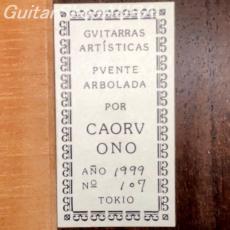 Guitar
GVITARRAS
ARTÍSTICAS
PVENTE
ARBOLADA
POR
CAORV
ONO
AÑO 1999
Nº 107
TOKIO